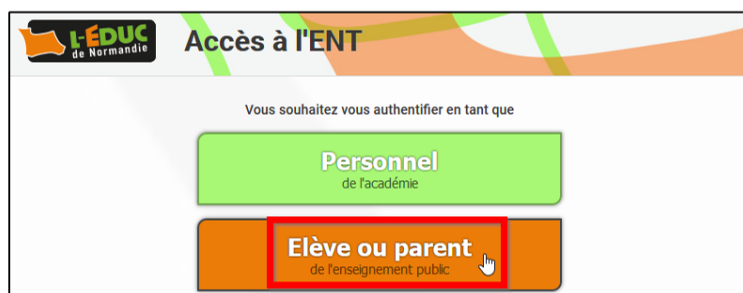 L-ÉDUC
de Normandie
Accès à l'ENT
Vous souhaitez vous authentifier en tant que
Personnel
de l'académie
Elève ou parent
de l'enseignement public